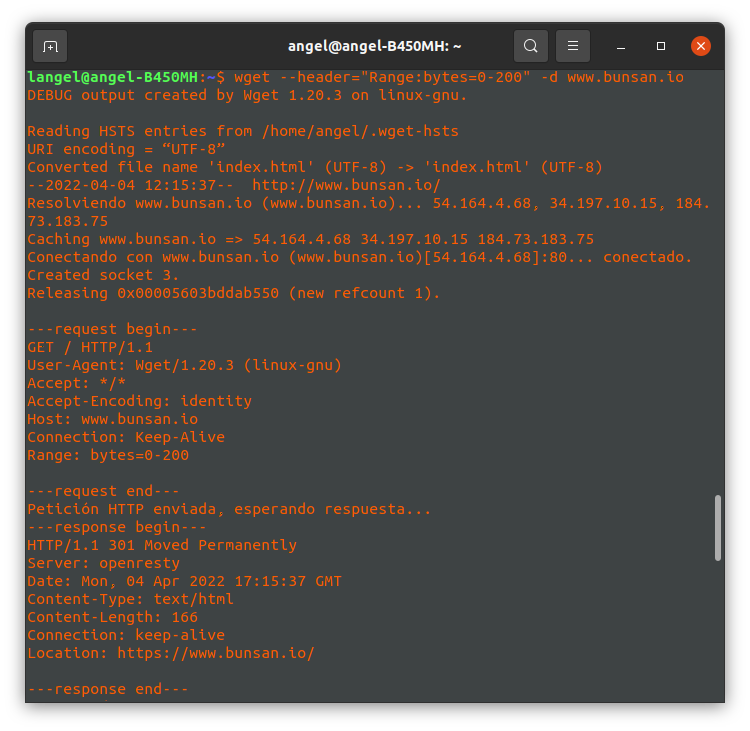 angel@angel-B450MH: ~
langel@angel-B450MH:~$ wget --header="Range:bytes=0-200" -d www.bunsan.io
DEBUG output created by Wget 1.20.3 on linux-gnu.
Reading HSTS entries from /home/angel/.wget-hsts
URI encoding = “UTF-8”
Converted file name 'index.html' (UTF-8) -> 'index.html' (UTF-8)
--2022-04-04 12:15:37--  http://www.bunsan.io/
Resolviendo www.bunsan.io (www.bunsan.io)... 54.164.4.68, 34.197.10.15, 184.
73.183.75
Caching www.bunsan.io => 54.164.4.68 34.197.10.15 184.73.183.75
Conectando con www.bunsan.io (www.bunsan.io)[54.164.4.68]:80... conectado.
Created socket 3.
Releasing 0x00005603bddab550 (new refcount 1).
---request begin---
GET / HTTP/1.1
User-Agent: Wget/1.20.3 (linux-gnu)
Accept: */*
Accept-Encoding: identity
Host: www.bunsan.io
Connection: Keep-Alive
Range: bytes=0-200
---request end---
Petición HTTP enviada, esperando respuesta...
---response begin---
HTTP/1.1 301 Moved Permanently
Server: openresty
Date: Mon, 04 Apr 2022 17:15:37 GMT
Content-Type: text/html
Content-Length: 166
Connection: keep-alive
Location: https://www.bunsan.io/
---response end---